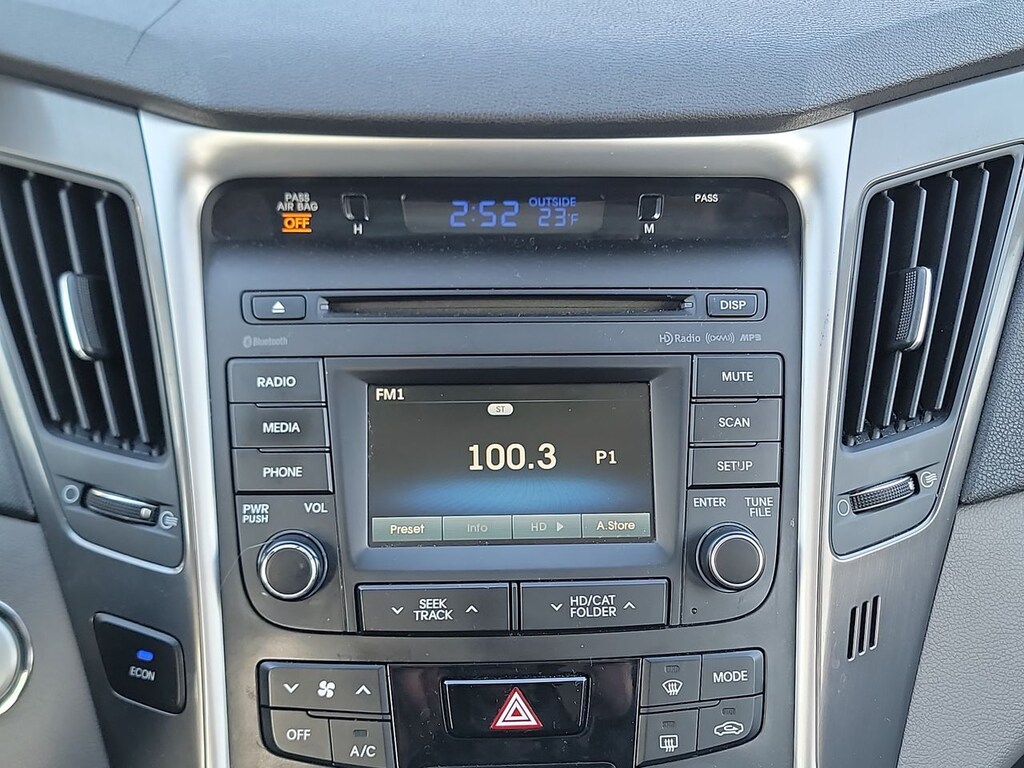 PASS
AIR BAG
OFF
H
2:52
OUTSIDE
23°F
M
PASS
DISP
Bluetooth
HD Radio ((XM)) MP3
RADIO
MEDIA
PHONE
PWR
PUSH
VOL
FM1
ST
100.3 P1
Preset Info HD A.Store
MUTE
SCAN
SETUP
ENTER
TUNE
FILE
SEEK
TRACK
HD/CAT
FOLDER
ECON
OFF
A/C
MODE